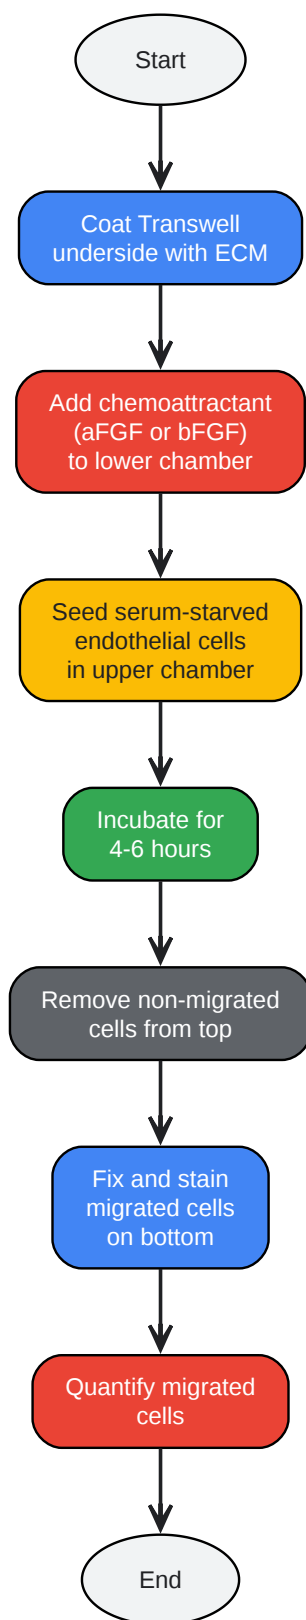 Start
Coat Transwell
underside with ECM
Add chemoattractant
(aFGF or bFGF)
to lower chamber
Seed serum-starved
endothelial cells
in upper chamber
Incubate for
4-6 hours
Remove non-migrated
cells from top
Fix and stain
migrated cells
on bottom
Quantify migrated
cells
End